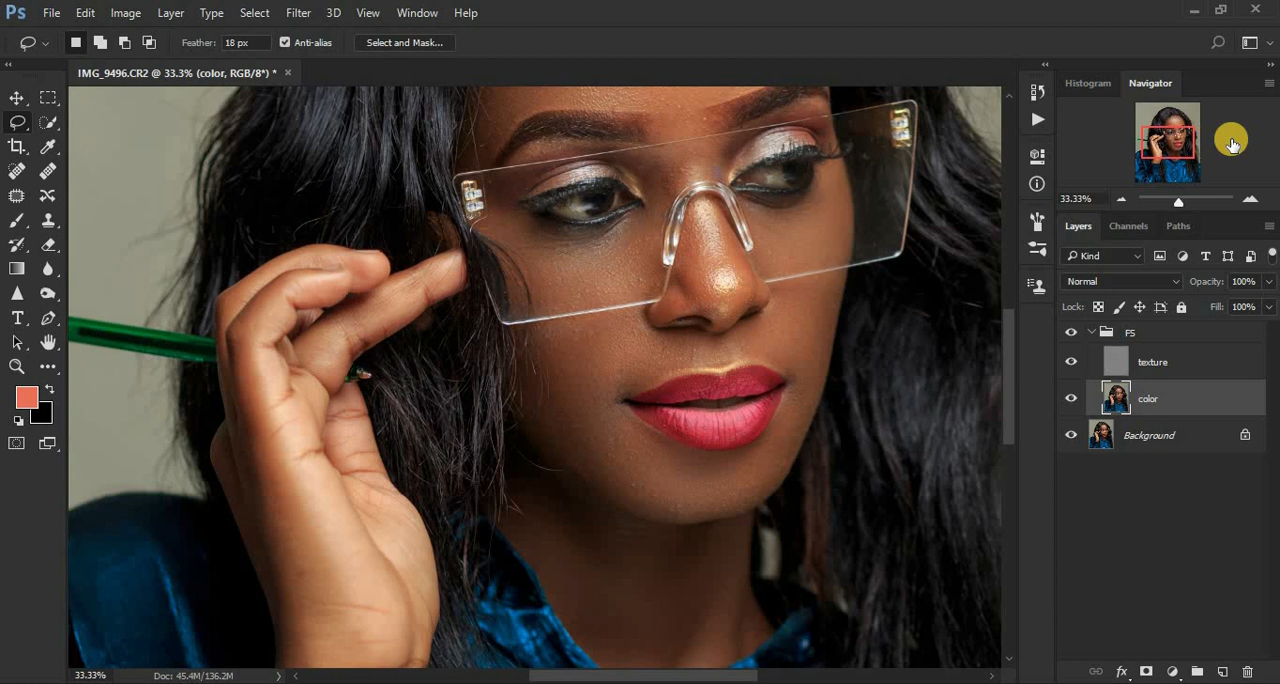 Ps File Edit Image Layer Type Select Filter 3D View Window Help
Feather: 18 px Anti-alias Select and Mask...
IMG_9496.CR2 @ 33.3% (color, RGB/8*) * ×
Histogram Navigator
33.33%
Layers Channels Paths
Kind
Normal Opacity: 100%
Lock: Fill: 100%
FS
texture
color
Background
33.33% Doc: 45.4M/136.2M